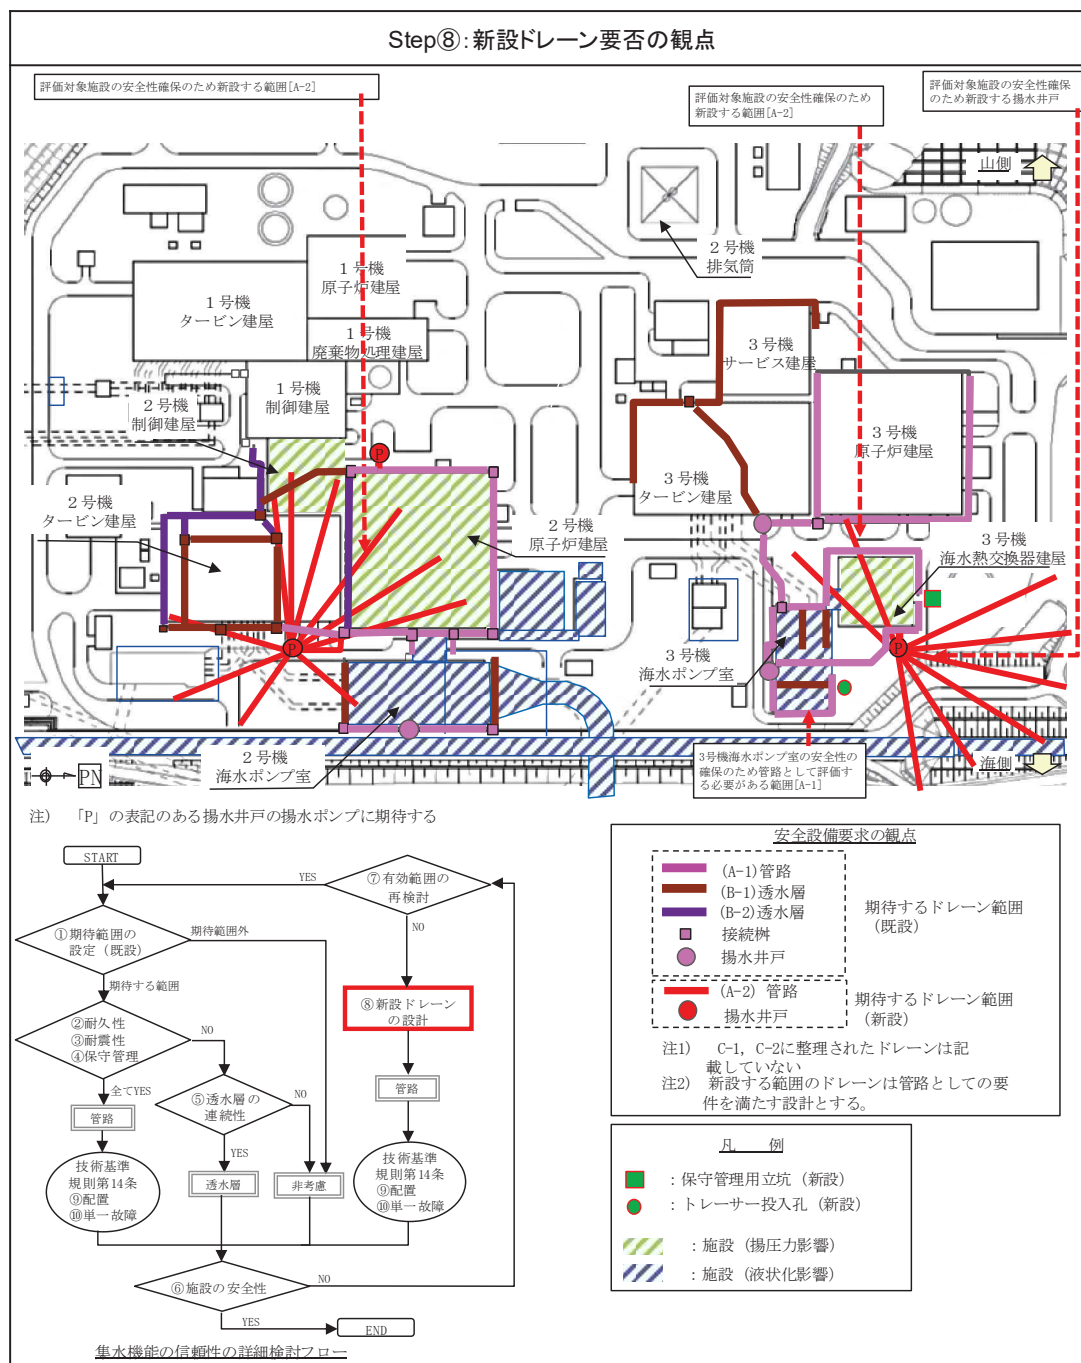 Step⑧:新設ドレーン要否の観点
評価対象施設の安全性確保のため新設する範囲[A-2]
評価対象施設の安全性確保のため
新設する範囲[A-2]
評価対象施設の安全性確保
のため新設する揚水井戸
山側
2号機
排気筒
1号機
原子炉建屋
1号機
タービン建屋
1号機
廃棄物処理建屋
1号機
制御建屋
2号機
制御建屋
3号機
サービス建屋
3号機
原子炉建屋
3号機
タービン建屋
2号機
タービン建屋
P
2号機
原子炉建屋
3号機
海水熱交換器建屋
P
P
3号機
海水ポンプ室
2号機
海水ポンプ室
3号機海水ポンプ室の安全性の
確保のため管路として評価す
る必要がある範囲[A-1]
海側
PN
注) 「P」の表記のある揚水井戸の揚水ポンプに期待する
START
①期待範囲の
設定(既設)
期待範囲外
期待する範囲
②耐久性
③耐震性
④保守管理
NO
全てYES
管路
⑤透水層の
連続性
NO
YES
透水層
非考慮
技術基準
規則第14条
⑨配置
⑩単一故障
YES
⑦有効範囲の
再検討
NO
⑧新設ドレーン
の設計
管路
技術基準
規則第14条
⑨配置
⑩単一故障
⑥施設の安全性
NO
YES
END
集水機能の信頼性の詳細検討フロー
安全設備要求の観点
(A-1)管路
(B-1)透水層
(B-2)透水層
接続桝
揚水井戸
期待するドレーン範囲
(既設)
(A-2) 管路
揚水井戸
期待するドレーン範囲
(新設)
注1) C-1, C-2に整理されたドレーンは記
載していない
注2) 新設する範囲のドレーンは管路としての要
件を満たす設計とする。
凡 例
:保守管理用立坑(新設)
:トレーサー投入孔(新設)
:施設(揚圧力影響)
:施設(液状化影響)